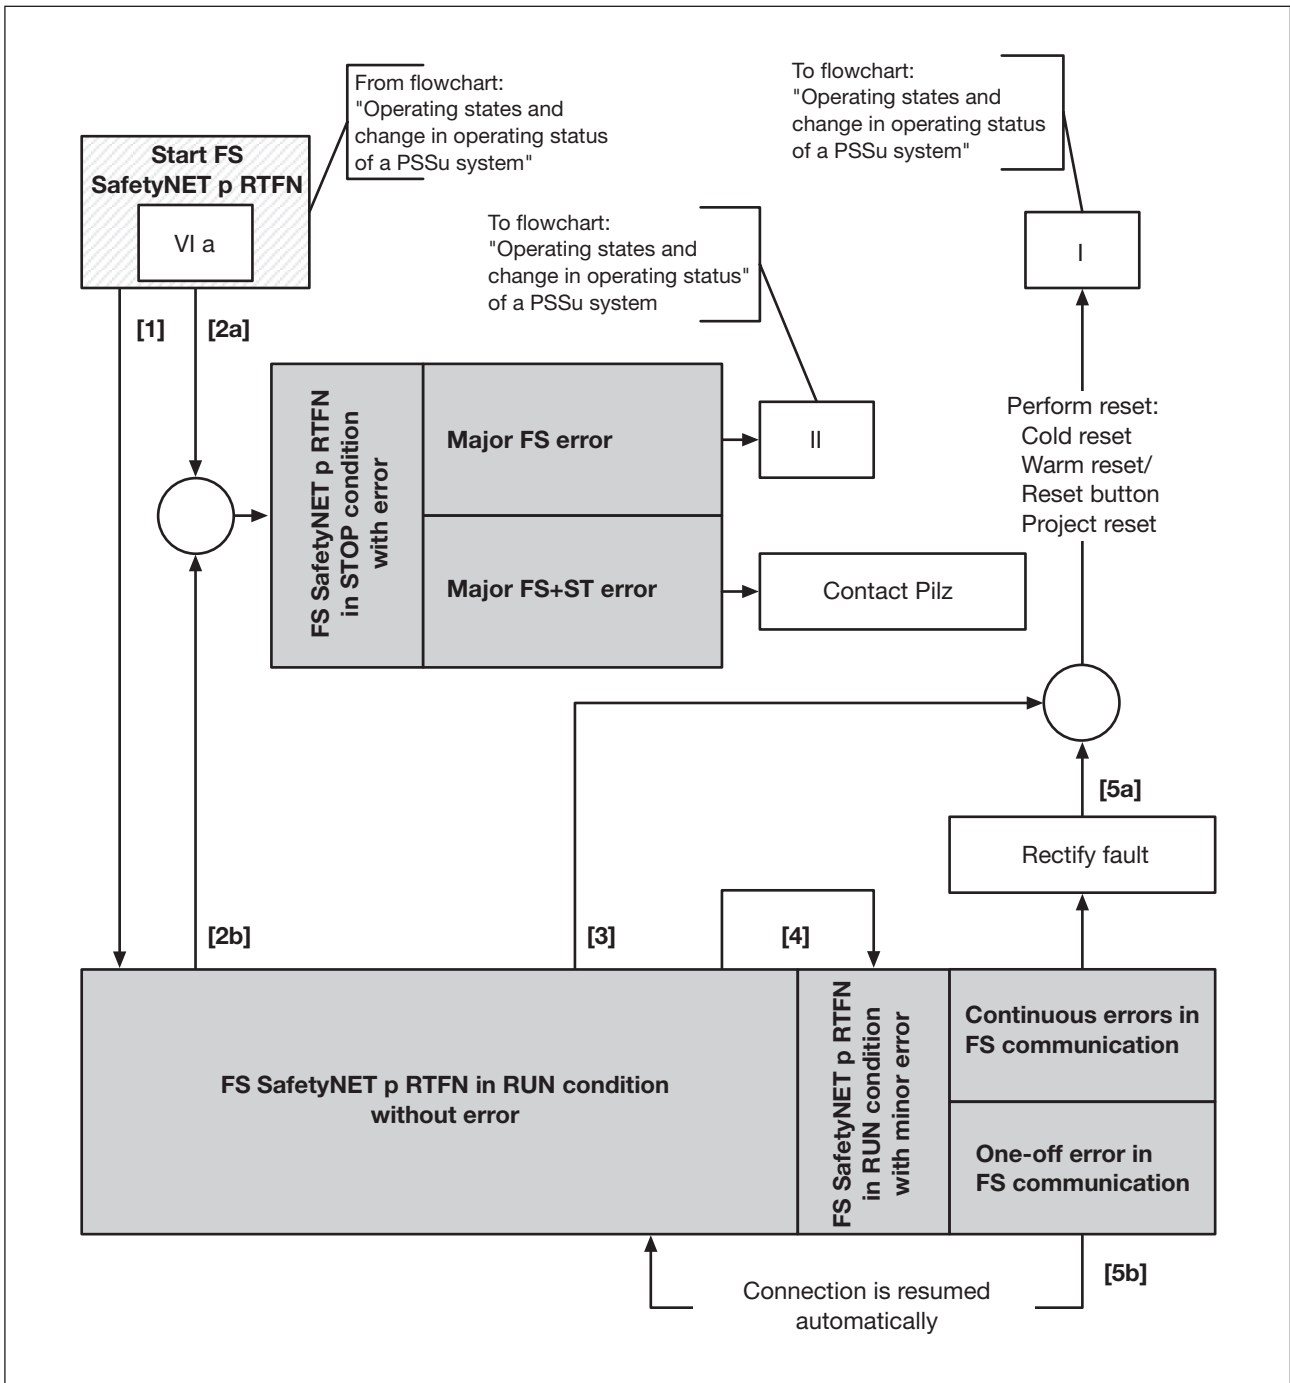 From flowchart:
"Operating states and
change in operating status
of a PSSu system"
To flowchart:
"Operating states and
change in operating status
of a PSSu system"
Start FS
SafetyNET p RTFN
VI a
To flowchart:
"Operating states and
change in operating status"
of a PSSu system
I
[1]
[2a]
FS SafetyNET p RTFN
in STOP condition
with error
Major FS error
II
Major FS+ST error
Contact Pilz
Perform reset:
Cold reset
Warm reset/
Reset button
Project reset
[5a]
Rectify fault
[2b]
[3]
[4]
FS SafetyNET p RTFN in RUN condition
without error
FS SafetyNET p RTFN
in RUN condition
with minor error
Continuous errors in
FS communication
One-off error in
FS communication
[5b]
Connection is resumed
automatically